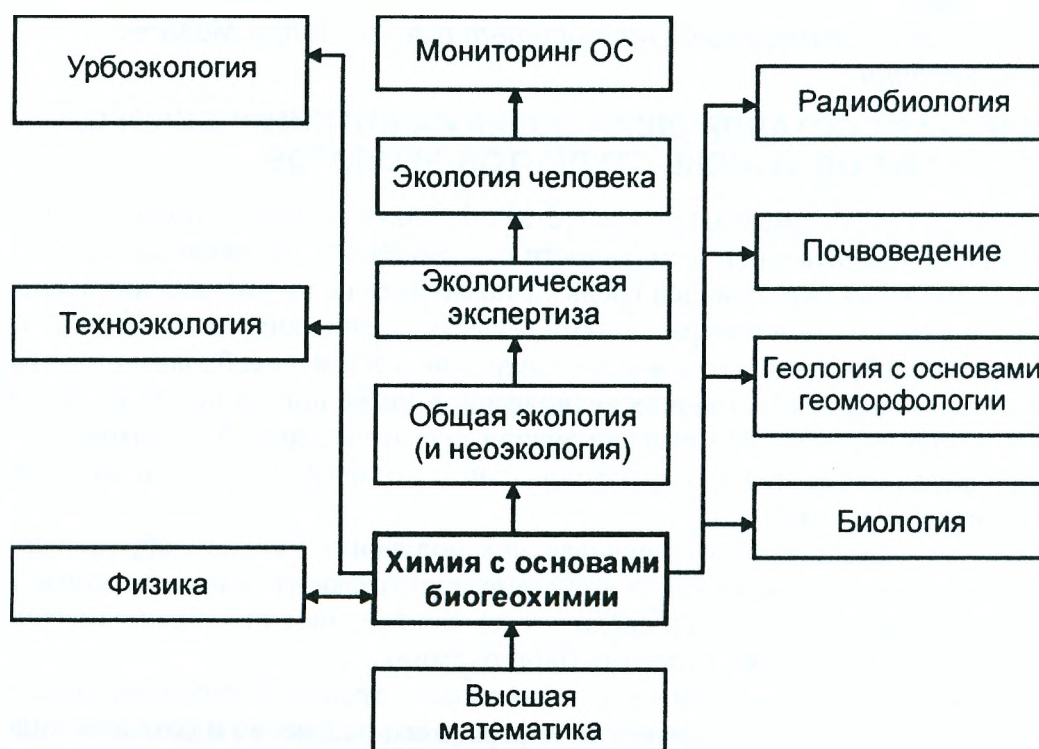 Урбоэкология
Мониторинг ОС
Радиобиология
Экология человека
Почвоведение
Экологическая
экспертиза
Техноэкология
Геология с основами
геоморфологии
Общая экология
(и неоэкология)
Биология
Химия с основами
биогеохимии
Физика
Высшая
математика